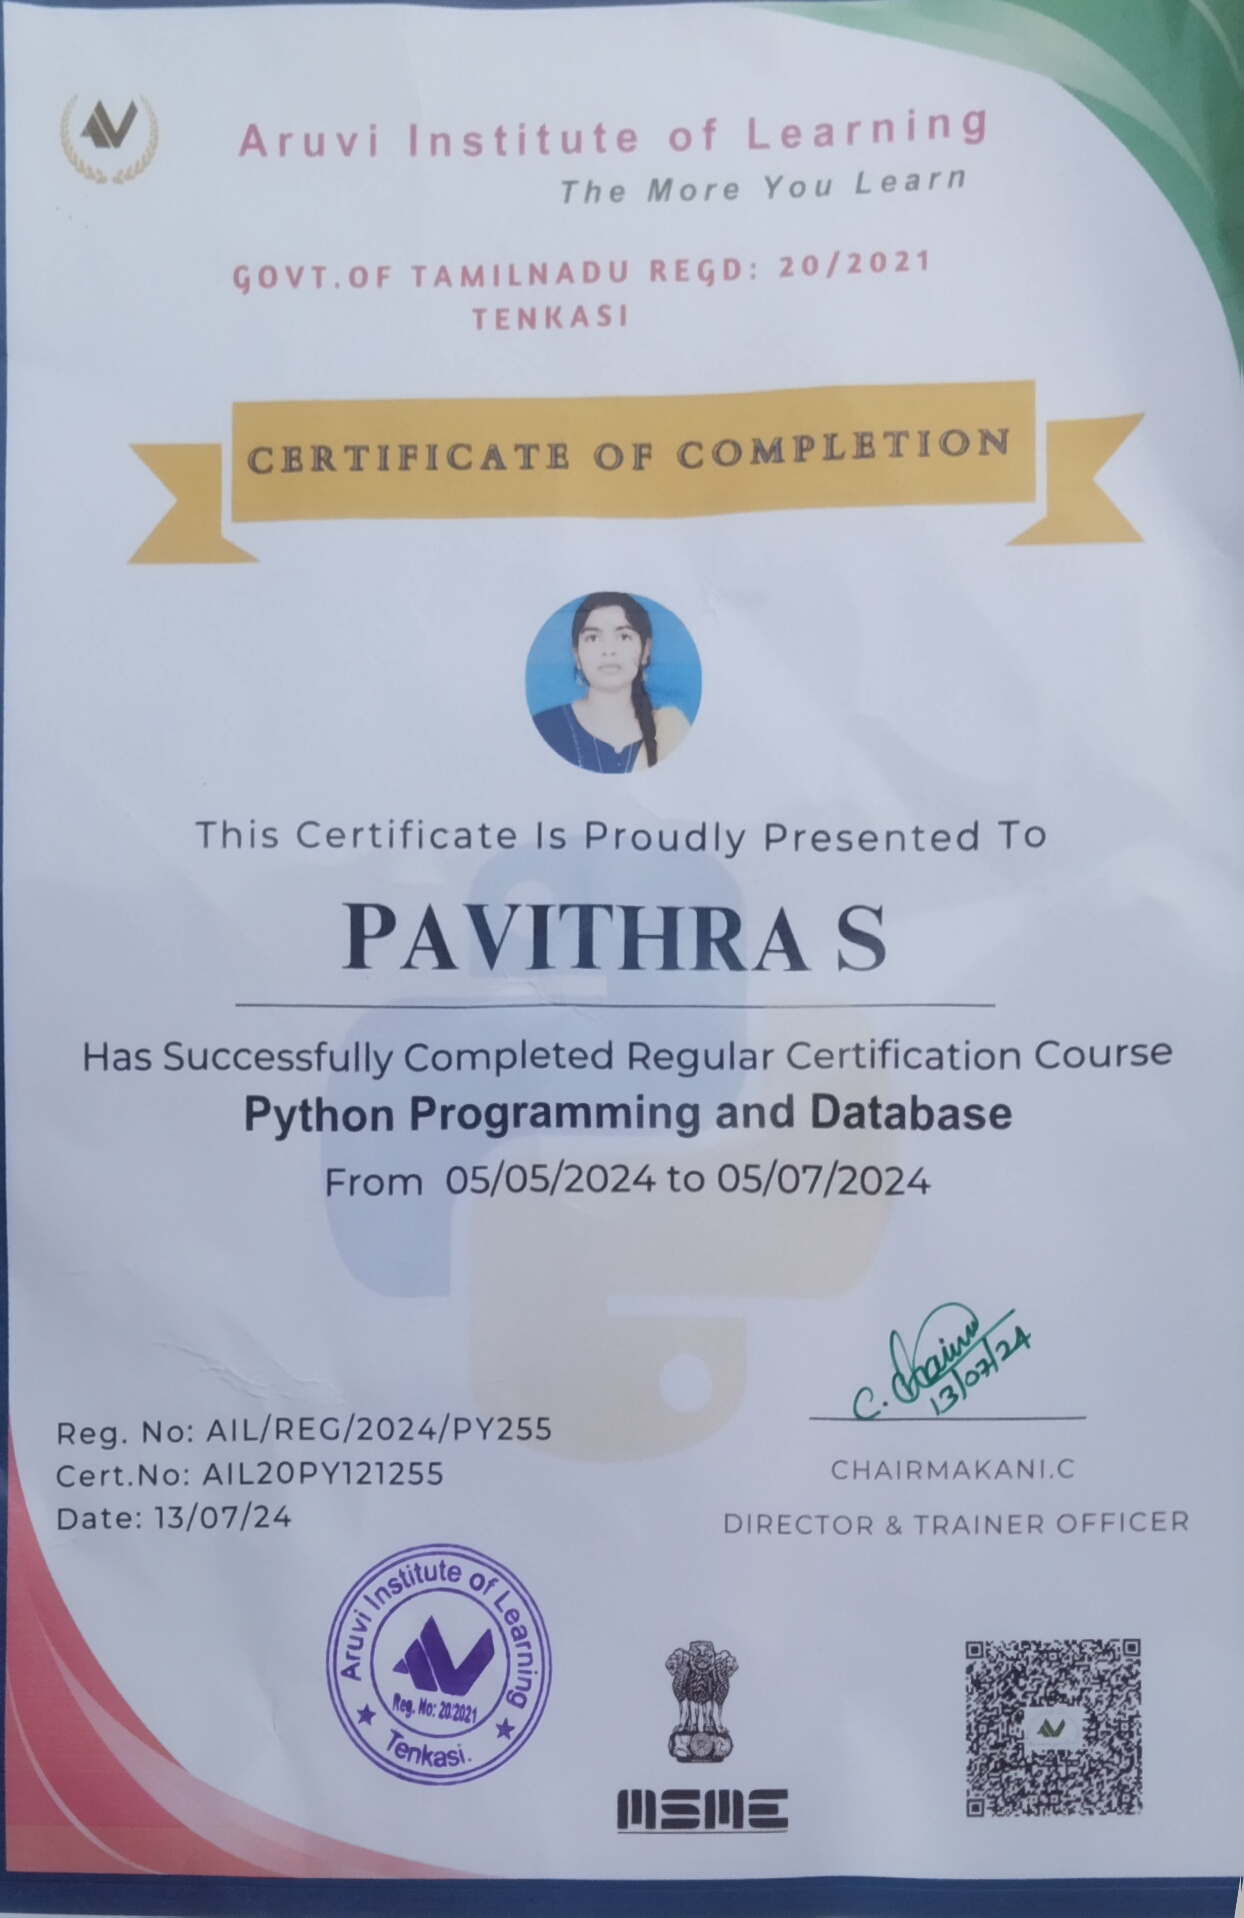 Aruvi Institute of Learning
The More You Learn
GOVT.OF TAMILNADU REGD: 20/2021
TENKASI
CERTIFICATE OF COMPLETION
This Certificate Is Proudly Presented To
PAVITHRA S
Has Successfully Completed Regular Certification Course
Python Programming and Database
From 05/05/2024 to 05/07/2024
C. Chairm
13/07/24
Reg. No: AIL/REG/2024/PY255
Cert.No: AIL20PY121255
Date: 13/07/24
CHAIRMAKANI.C
DIRECTOR & TRAINER OFFICER
Aruvi Institute of Learning
Reg. No: 20/2021
Tenkasi.
MSME